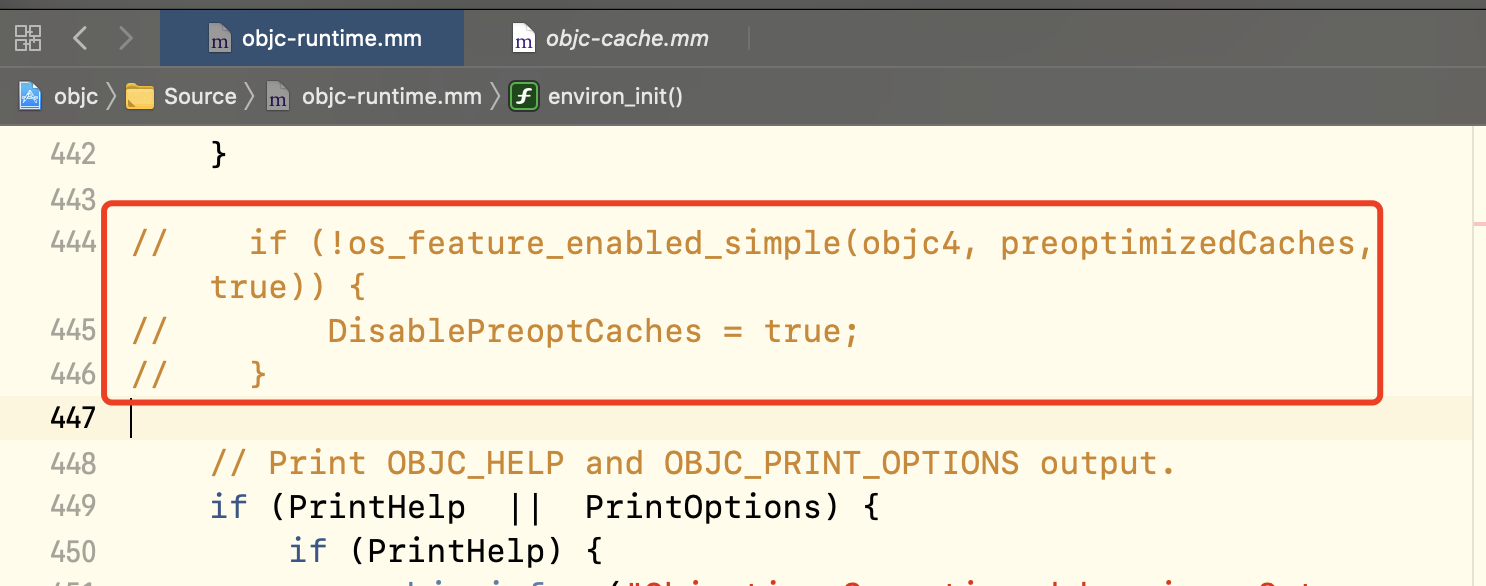 objc-runtime.mm objc-cache.mm
objc Source objc-runtime.mm environ_init()
442 }
443
444 // if (!os_feature_enabled_simple(objc4, preoptimizedCaches,
true)) {
445 // DisablePreoptCaches = true;
446 // }
447
448 // Print OBJC_HELP and OBJC_PRINT_OPTIONS output.
449 if (PrintHelp || PrintOptions) {
450 if (PrintHelp) {